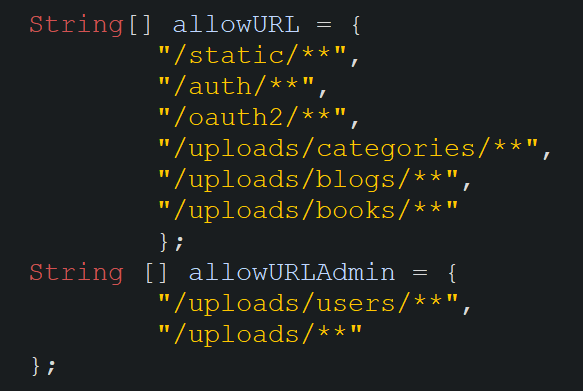 String[] allowURL = {
"/static/**",
"/auth/**",
"/oauth2/**",
"/uploads/categories/**",
"/uploads/blogs/**",
"/uploads/books/**"
};
String [] allowURLAdmin = {
"/uploads/users/**",
"/uploads/**"
};